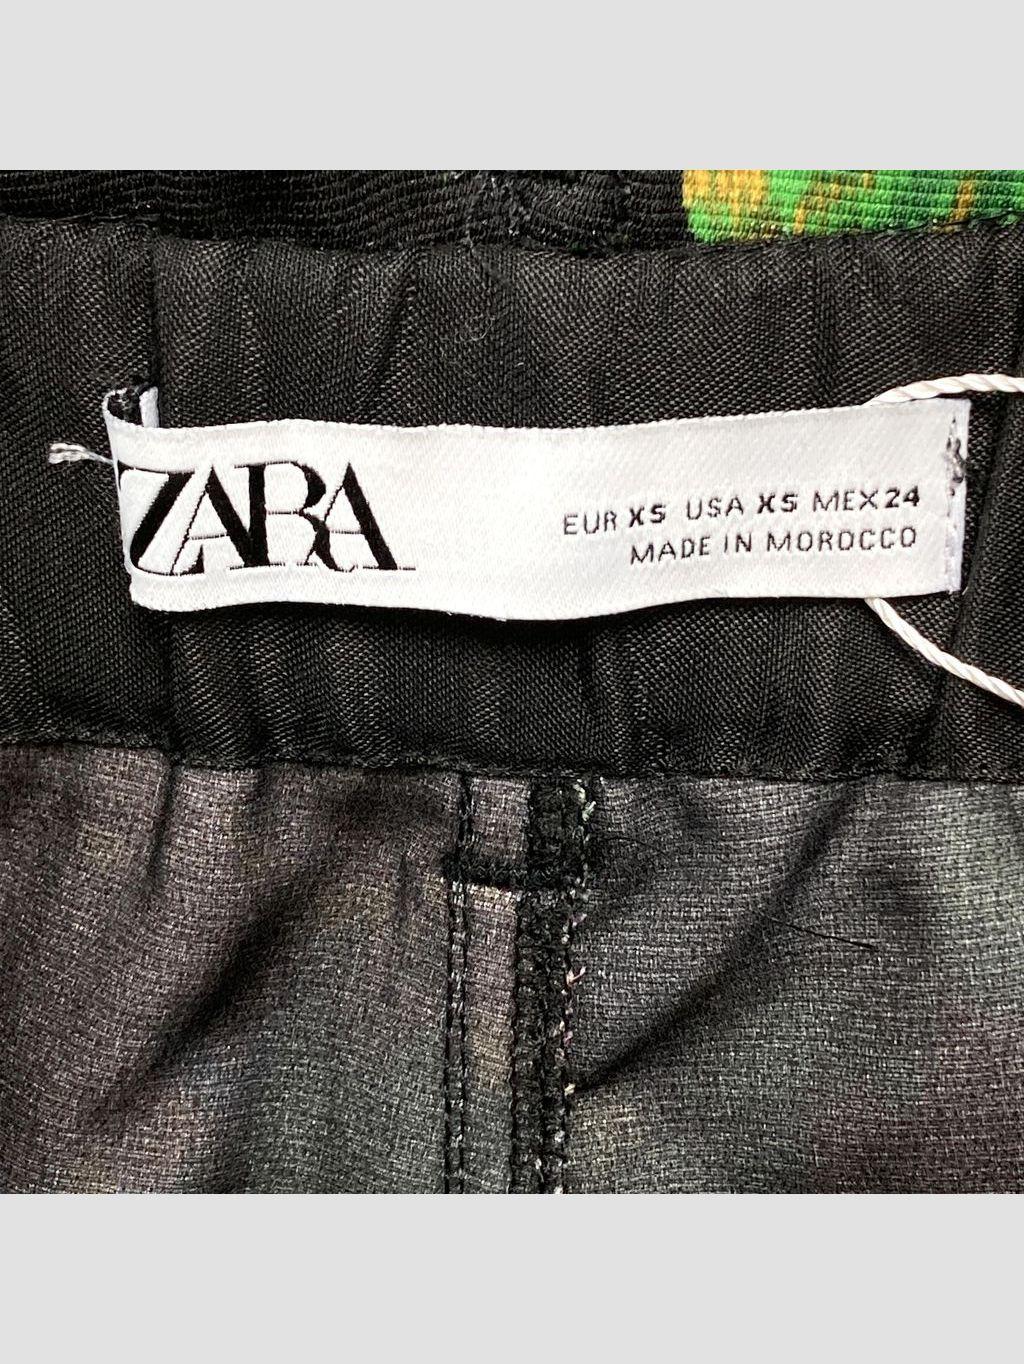 ZARA
EUR XS USA XS MEX 24
MADE IN MOROCCO